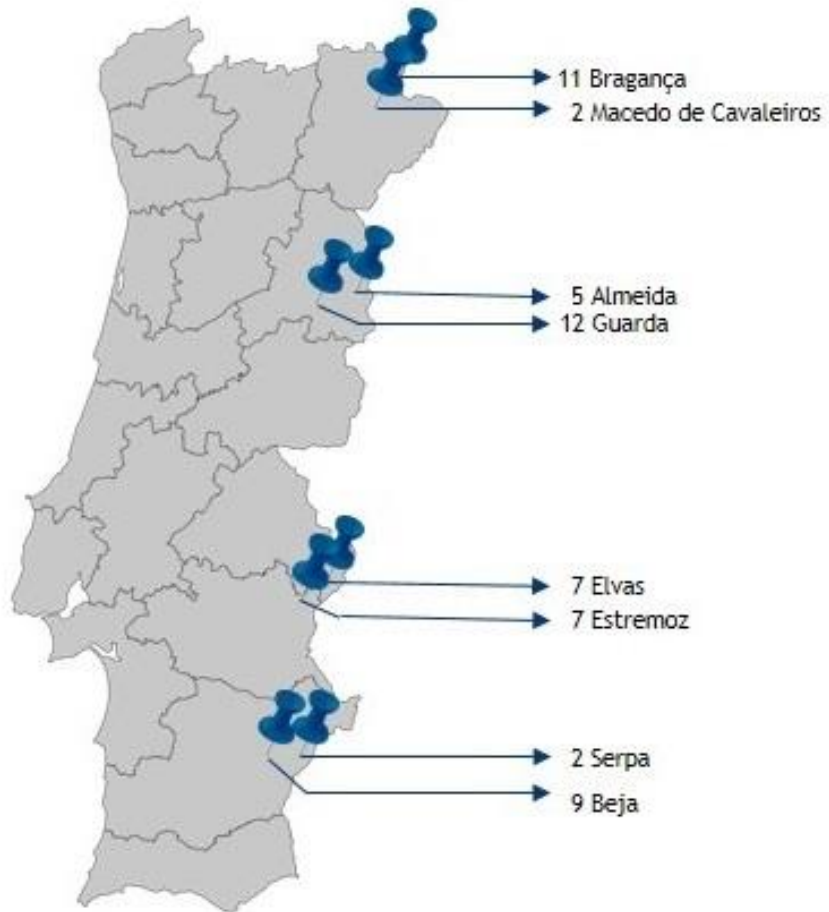 11 Bragança
2 Macedo de Cavaleiros
5 Almeida
12 Guarda
7 Elvas
7 Estremoz
2 Serpa
9 Beja